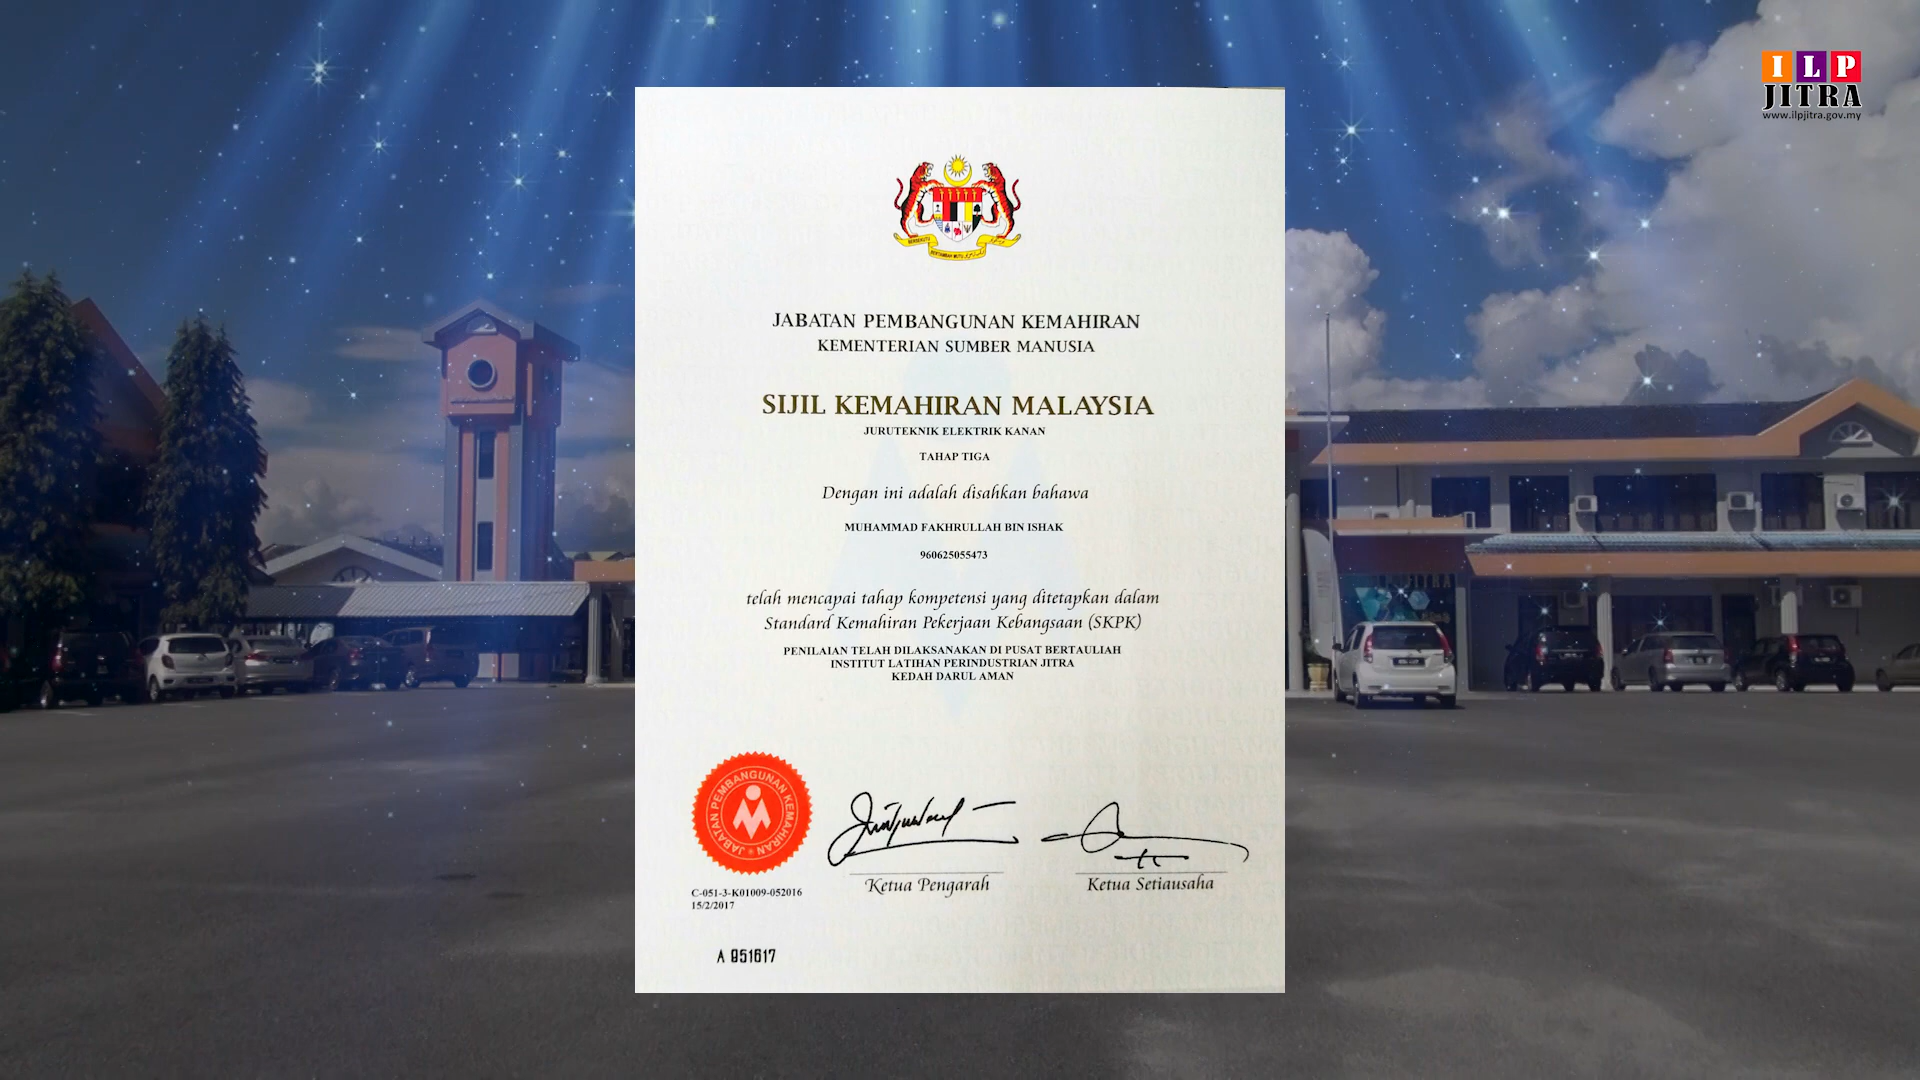 ILP
JITRA
www.ilpjitra.gov.my
JABATAN PEMBANGUNAN KEMAHIRAN
KEMENTERIAN SUMBER MANUSIA
SIJIL KEMAHIRAN MALAYSIA
JURUTEKNIK ELEKTRIK KANAN
TAHAP TIGA
Dengan ini adalah disahkan bahawa
MUHAMMAD FAKHRULLAH BIN ISHAK
960625055473
telah mencapai tahap kompetensi yang ditetapkan dalam
Standard Kemahiran Pekerjaan Kebangsaan (SKPK)
PENILAIAN TELAH DILAKSANAKAN DI PUSAT BERTAULIAH
INSTITUT LATIHAN PERINDUSTRIAN JITRA
KEDAH DARUL AMAN
JABATAN PEMBANGUNAN KEMAHIRAN
Ketua Pengarah
Ketua Setiausaha
C-051-3-K01009-052016
15/2/2017
A 851617